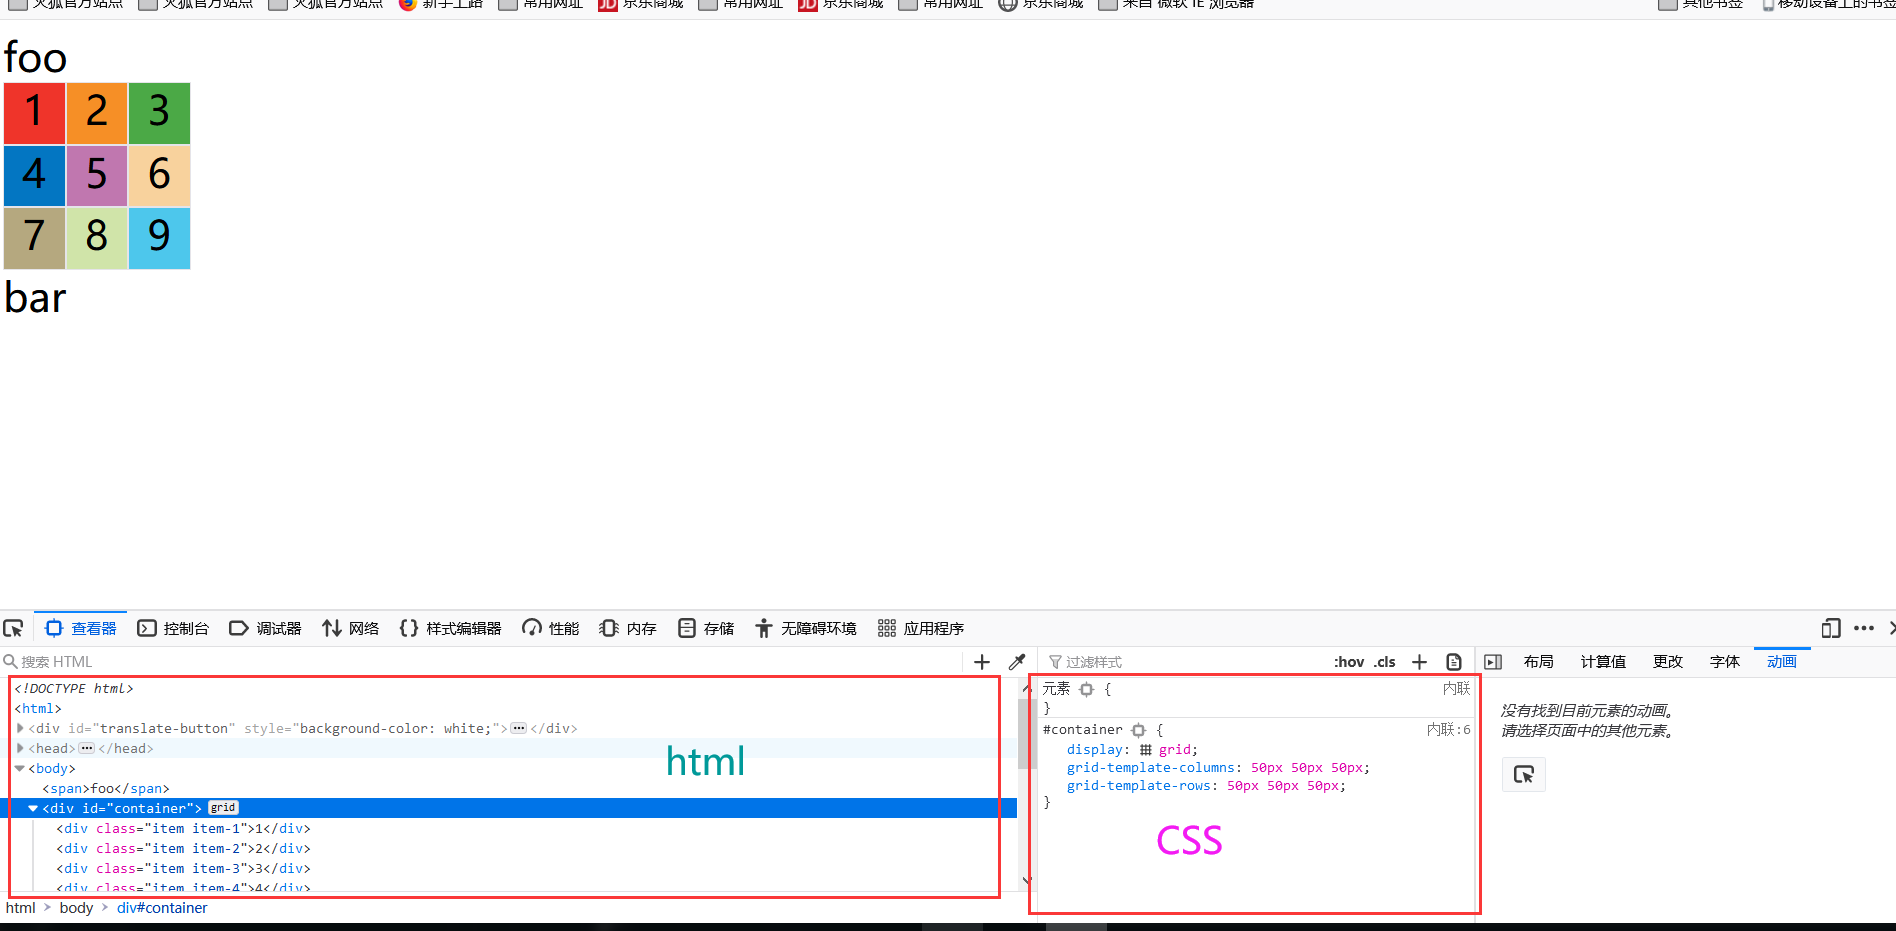 火狐官方站点 火狐官方站点 火狐官方站点 新手上路 常用网址 JD 京东商城 常用网址 JD 京东商城 常用网址 京东商城 来自 微软 IE 浏览器 其他书签 移动设备上的书签
foo
1 2 3
4 5 6
7 8 9
bar
查看器 控制台 调试器 网络 {} 样式编辑器 性能 内存 存储 无障碍环境 应用程序
搜索 HTML
过滤样式 :hov .cls
布局 计算值 更改 字体 动画
<!DOCTYPE html>
<html>
<div id="translate-button" style="background-color: white;">…</div>
<head>…</head>
<body>
<span>foo</span>
<div id="container"> grid
<div class="item item-1">1</div>
<div class="item item-2">2</div>
<div class="item item-3">3</div>
<div class="item item-4">4</div>
html
html > body > div#container
元素 { 内联
}
#container { 内联:6
display: grid;
grid-template-columns: 50px 50px 50px;
grid-template-rows: 50px 50px 50px;
}
CSS
没有找到目前元素的动画。
请选择页面中的其他元素。